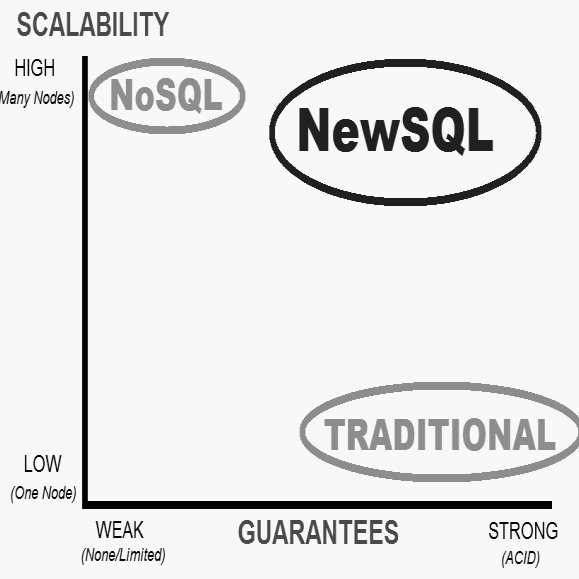 SCALABILITY
HIGH
(Many Nodes)
NoSQL
NewSQL
TRADITIONAL
LOW
(One Node)
WEAK
(None/Limited)
GUARANTEES
STRONG
(ACID)